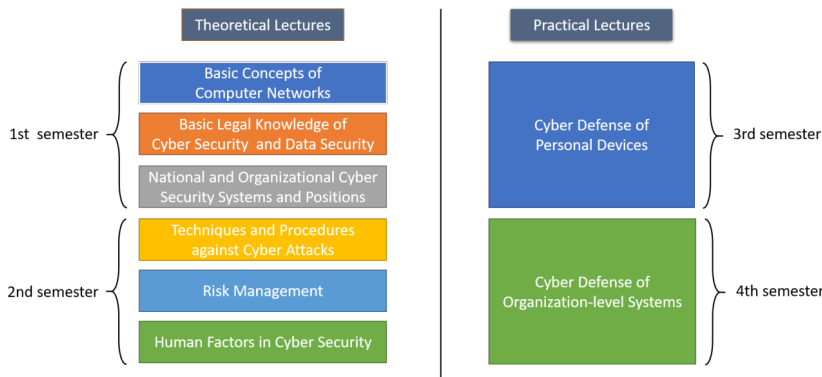 Theoretical Lectures
Practical Lectures
1st semester
Basic Concepts of
Computer Networks
Basic Legal Knowledge of
Cyber Security and Data Security
National and Organizational Cyber
Security Systems and Positions
2nd semester
Techniques and Procedures
against Cyber Attacks
Risk Management
Human Factors in Cyber Security
Cyber Defense of
Personal Devices
3rd semester
Cyber Defense of
Organization-level Systems
4th semester